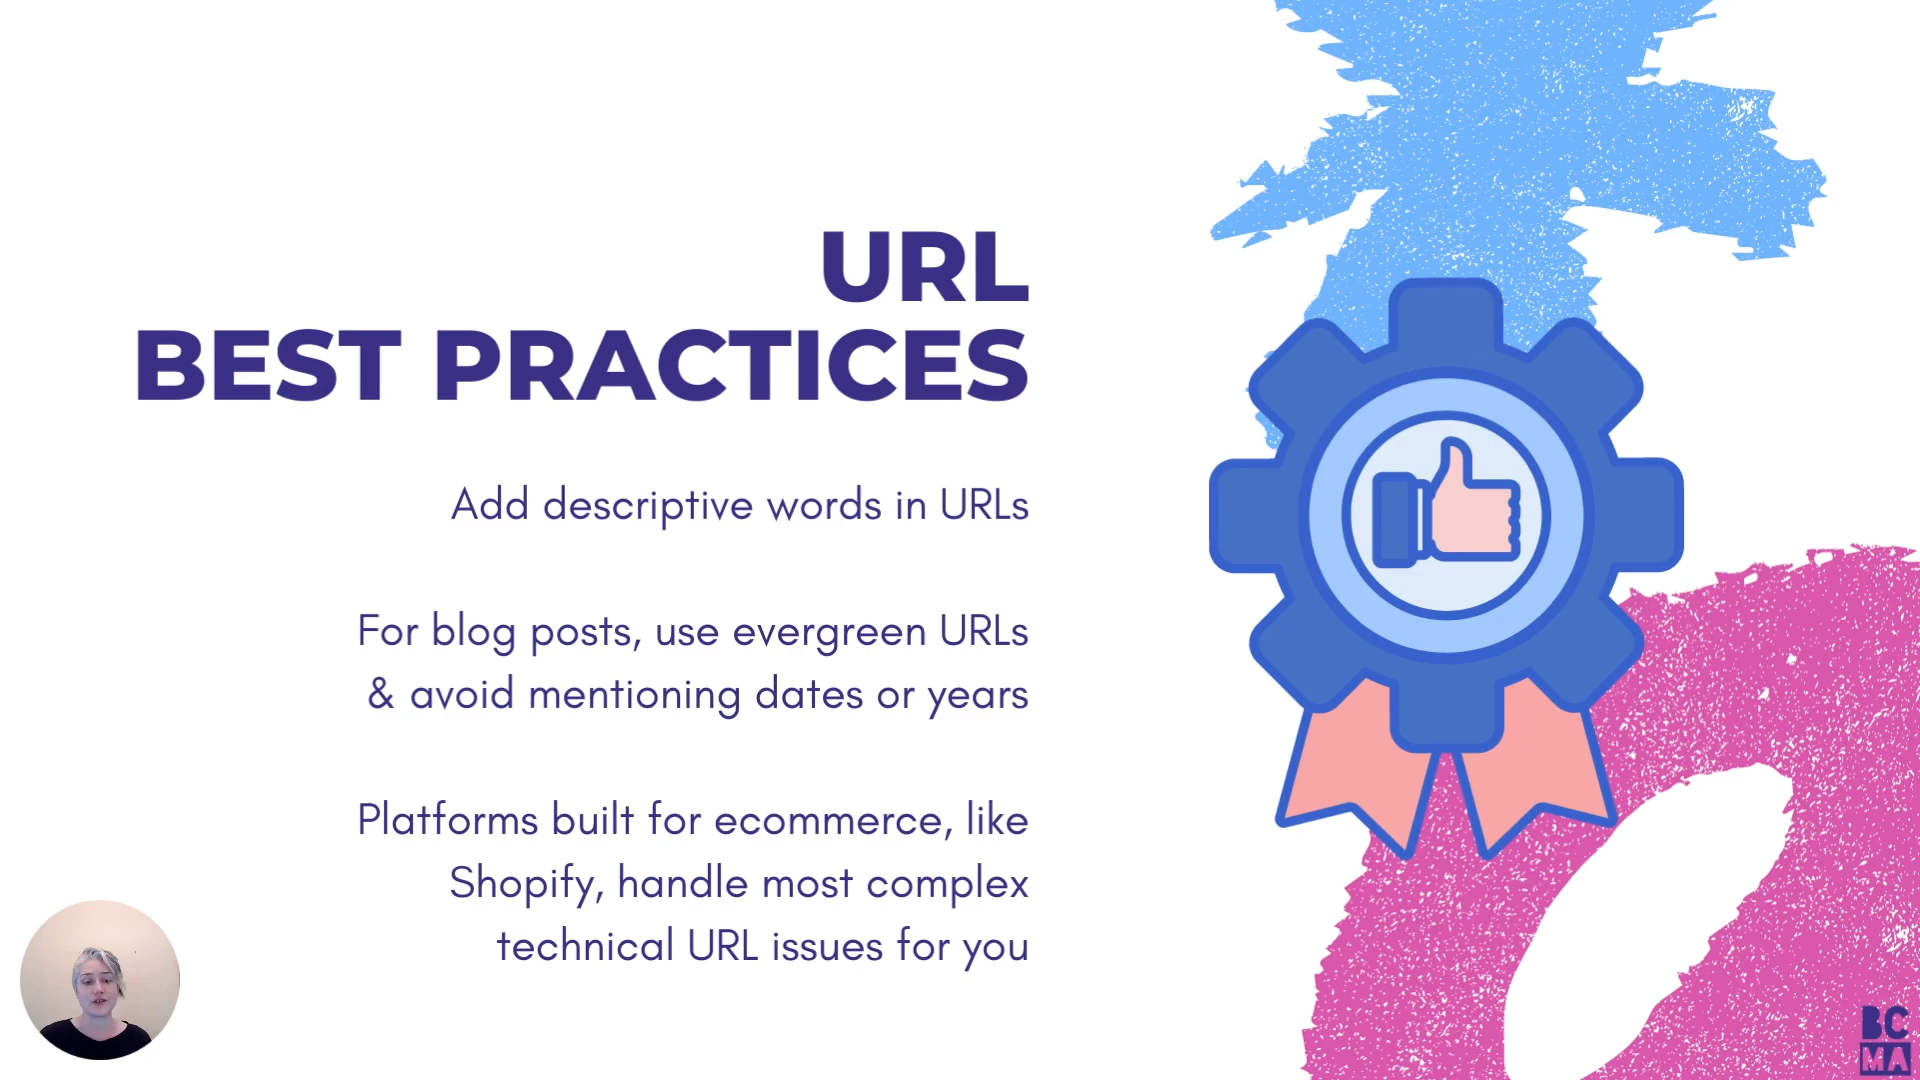 URL
BEST PRACTICES
Add descriptive words in URLs
For blog posts, use evergreen URLs
& avoid mentioning dates or years
Platforms built for ecommerce, like
Shopify, handle most complex
technical URL issues for you
BC
MA